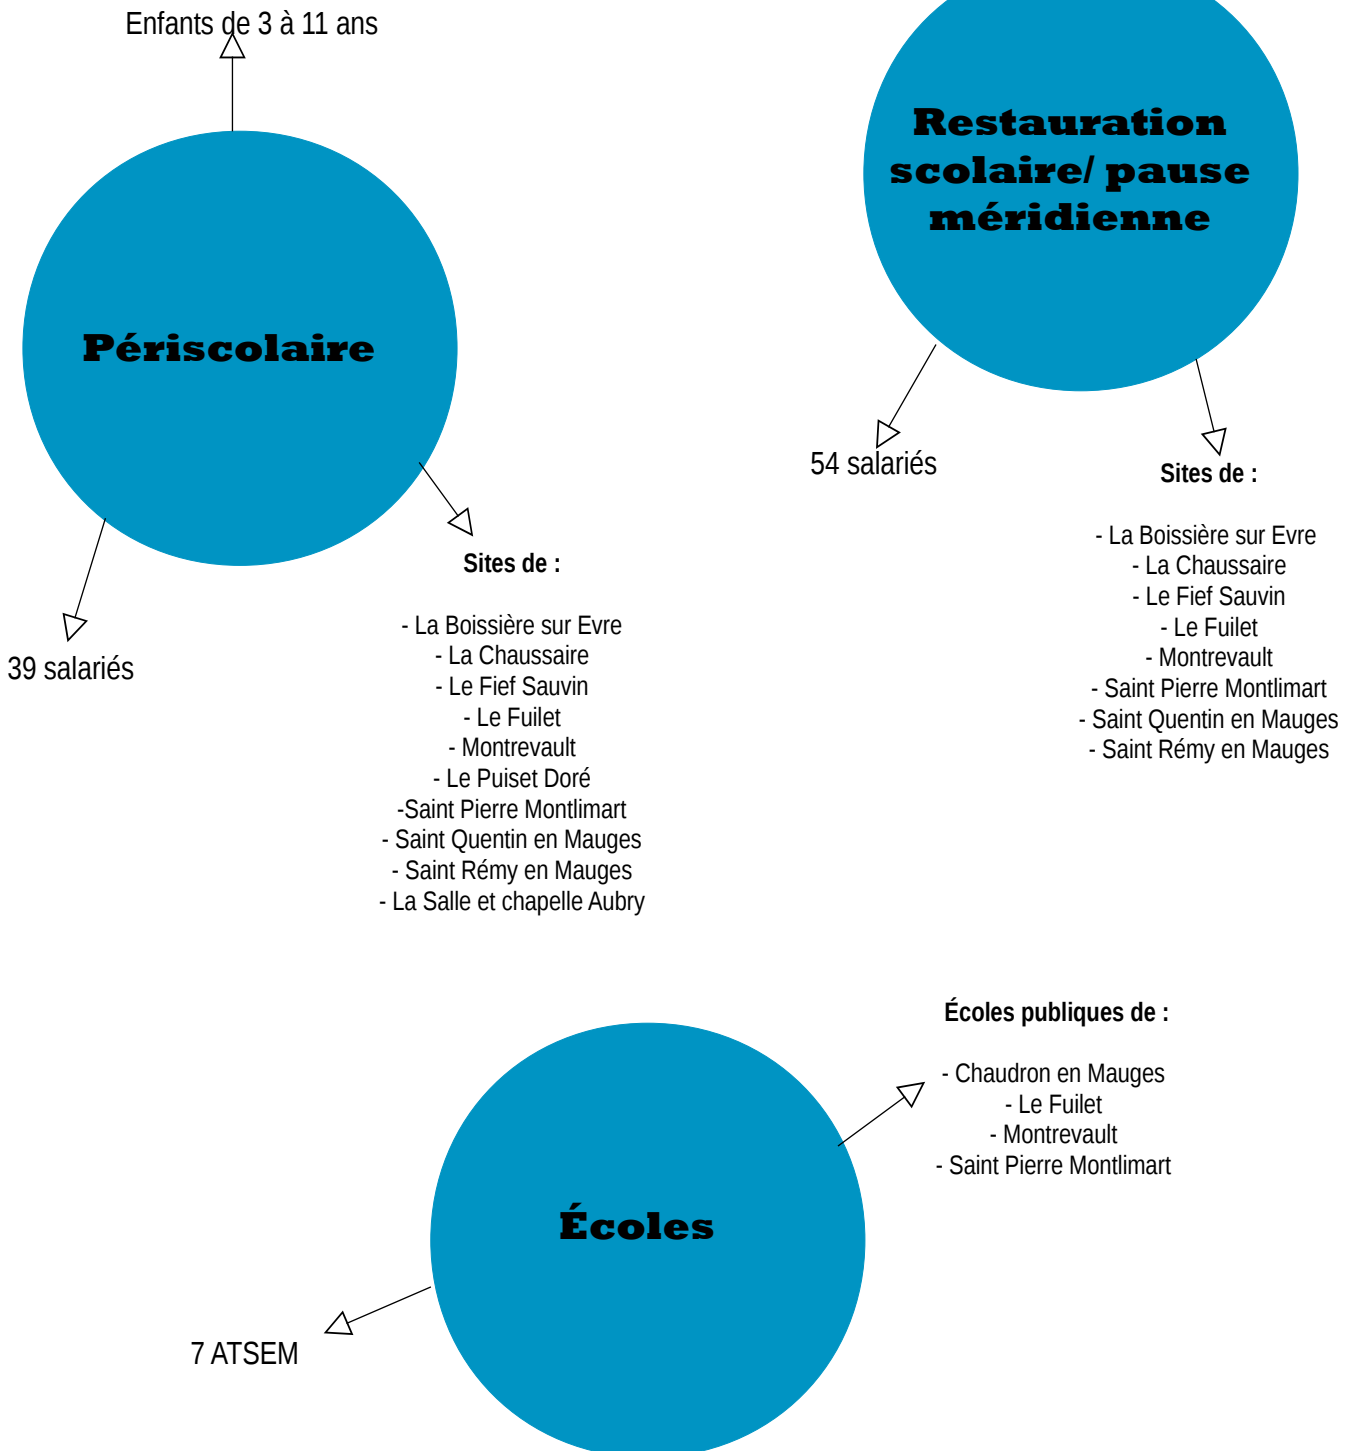 Enfants de 3 à 11 ans
Périscolaire
39 salariés
Sites de :
- La Boissière sur Evre
- La Chaussaire
- Le Fief Sauvin
- Le Fuilet
- Montrevault
- Le Puiset Doré
-Saint Pierre Montlimart
- Saint Quentin en Mauges
- Saint Rémy en Mauges
- La Salle et chapelle Aubry
Restauration
scolaire/ pause
méridienne
54 salariés
Sites de :
- La Boissière sur Evre
- La Chaussaire
- Le Fief Sauvin
- Le Fuilet
- Montrevault
- Saint Pierre Montlimart
- Saint Quentin en Mauges
- Saint Rémy en Mauges
Écoles
7 ATSEM
Écoles publiques de :
- Chaudron en Mauges
- Le Fuilet
- Montrevault
- Saint Pierre Montlimart